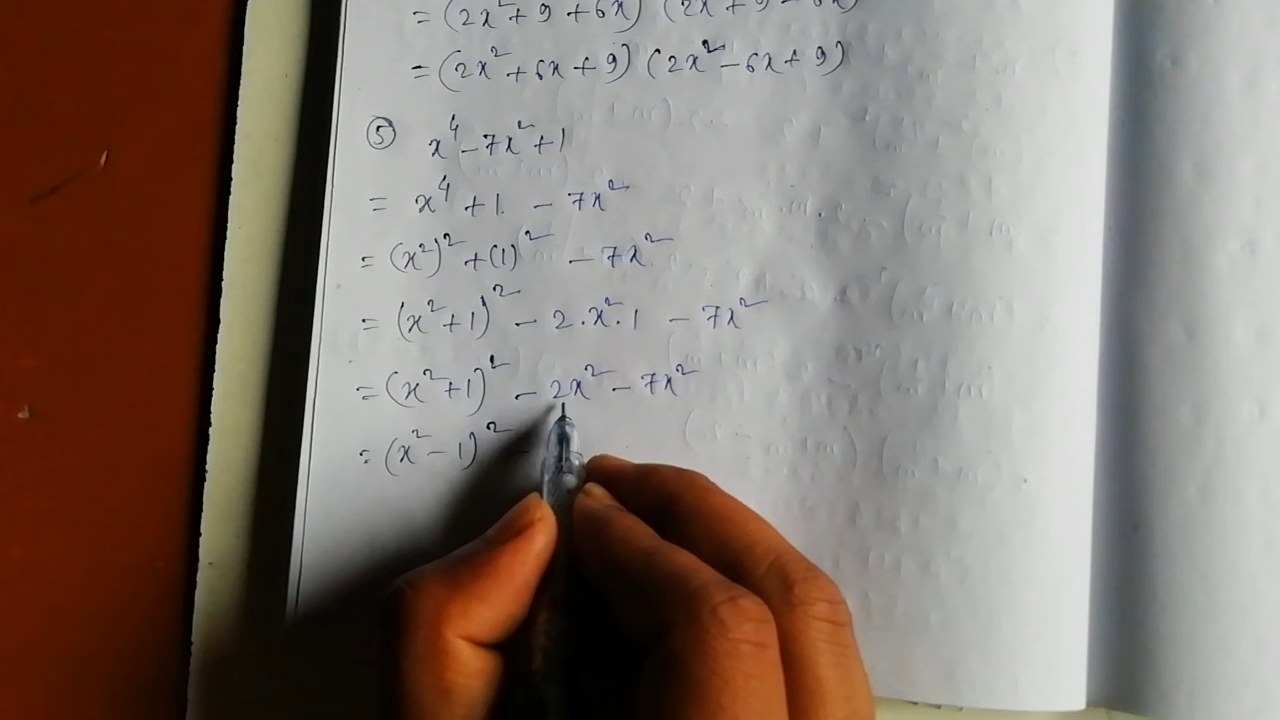 = (2x² + 9 + 6x) (2x² + 9 - 6x)
= (2x² + 6x + 9) (2x² - 6x + 9)
⑤ x⁴ - 7x² + 1
= x⁴ + 1 - 7x²
= (x²)² + (1)² - 7x²
= (x² + 1)² - 2.x².1 - 7x²
= (x² + 1)² - 2x² - 7x²
= (x² - 1)² -